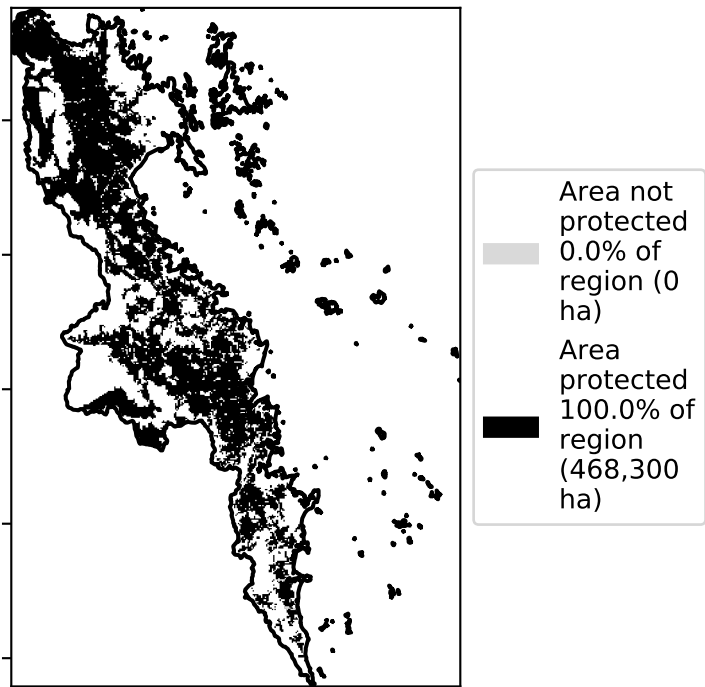 Area not
protected
0.0% of
region (0
ha)
Area
protected
100.0% of
region
(468,300
ha)